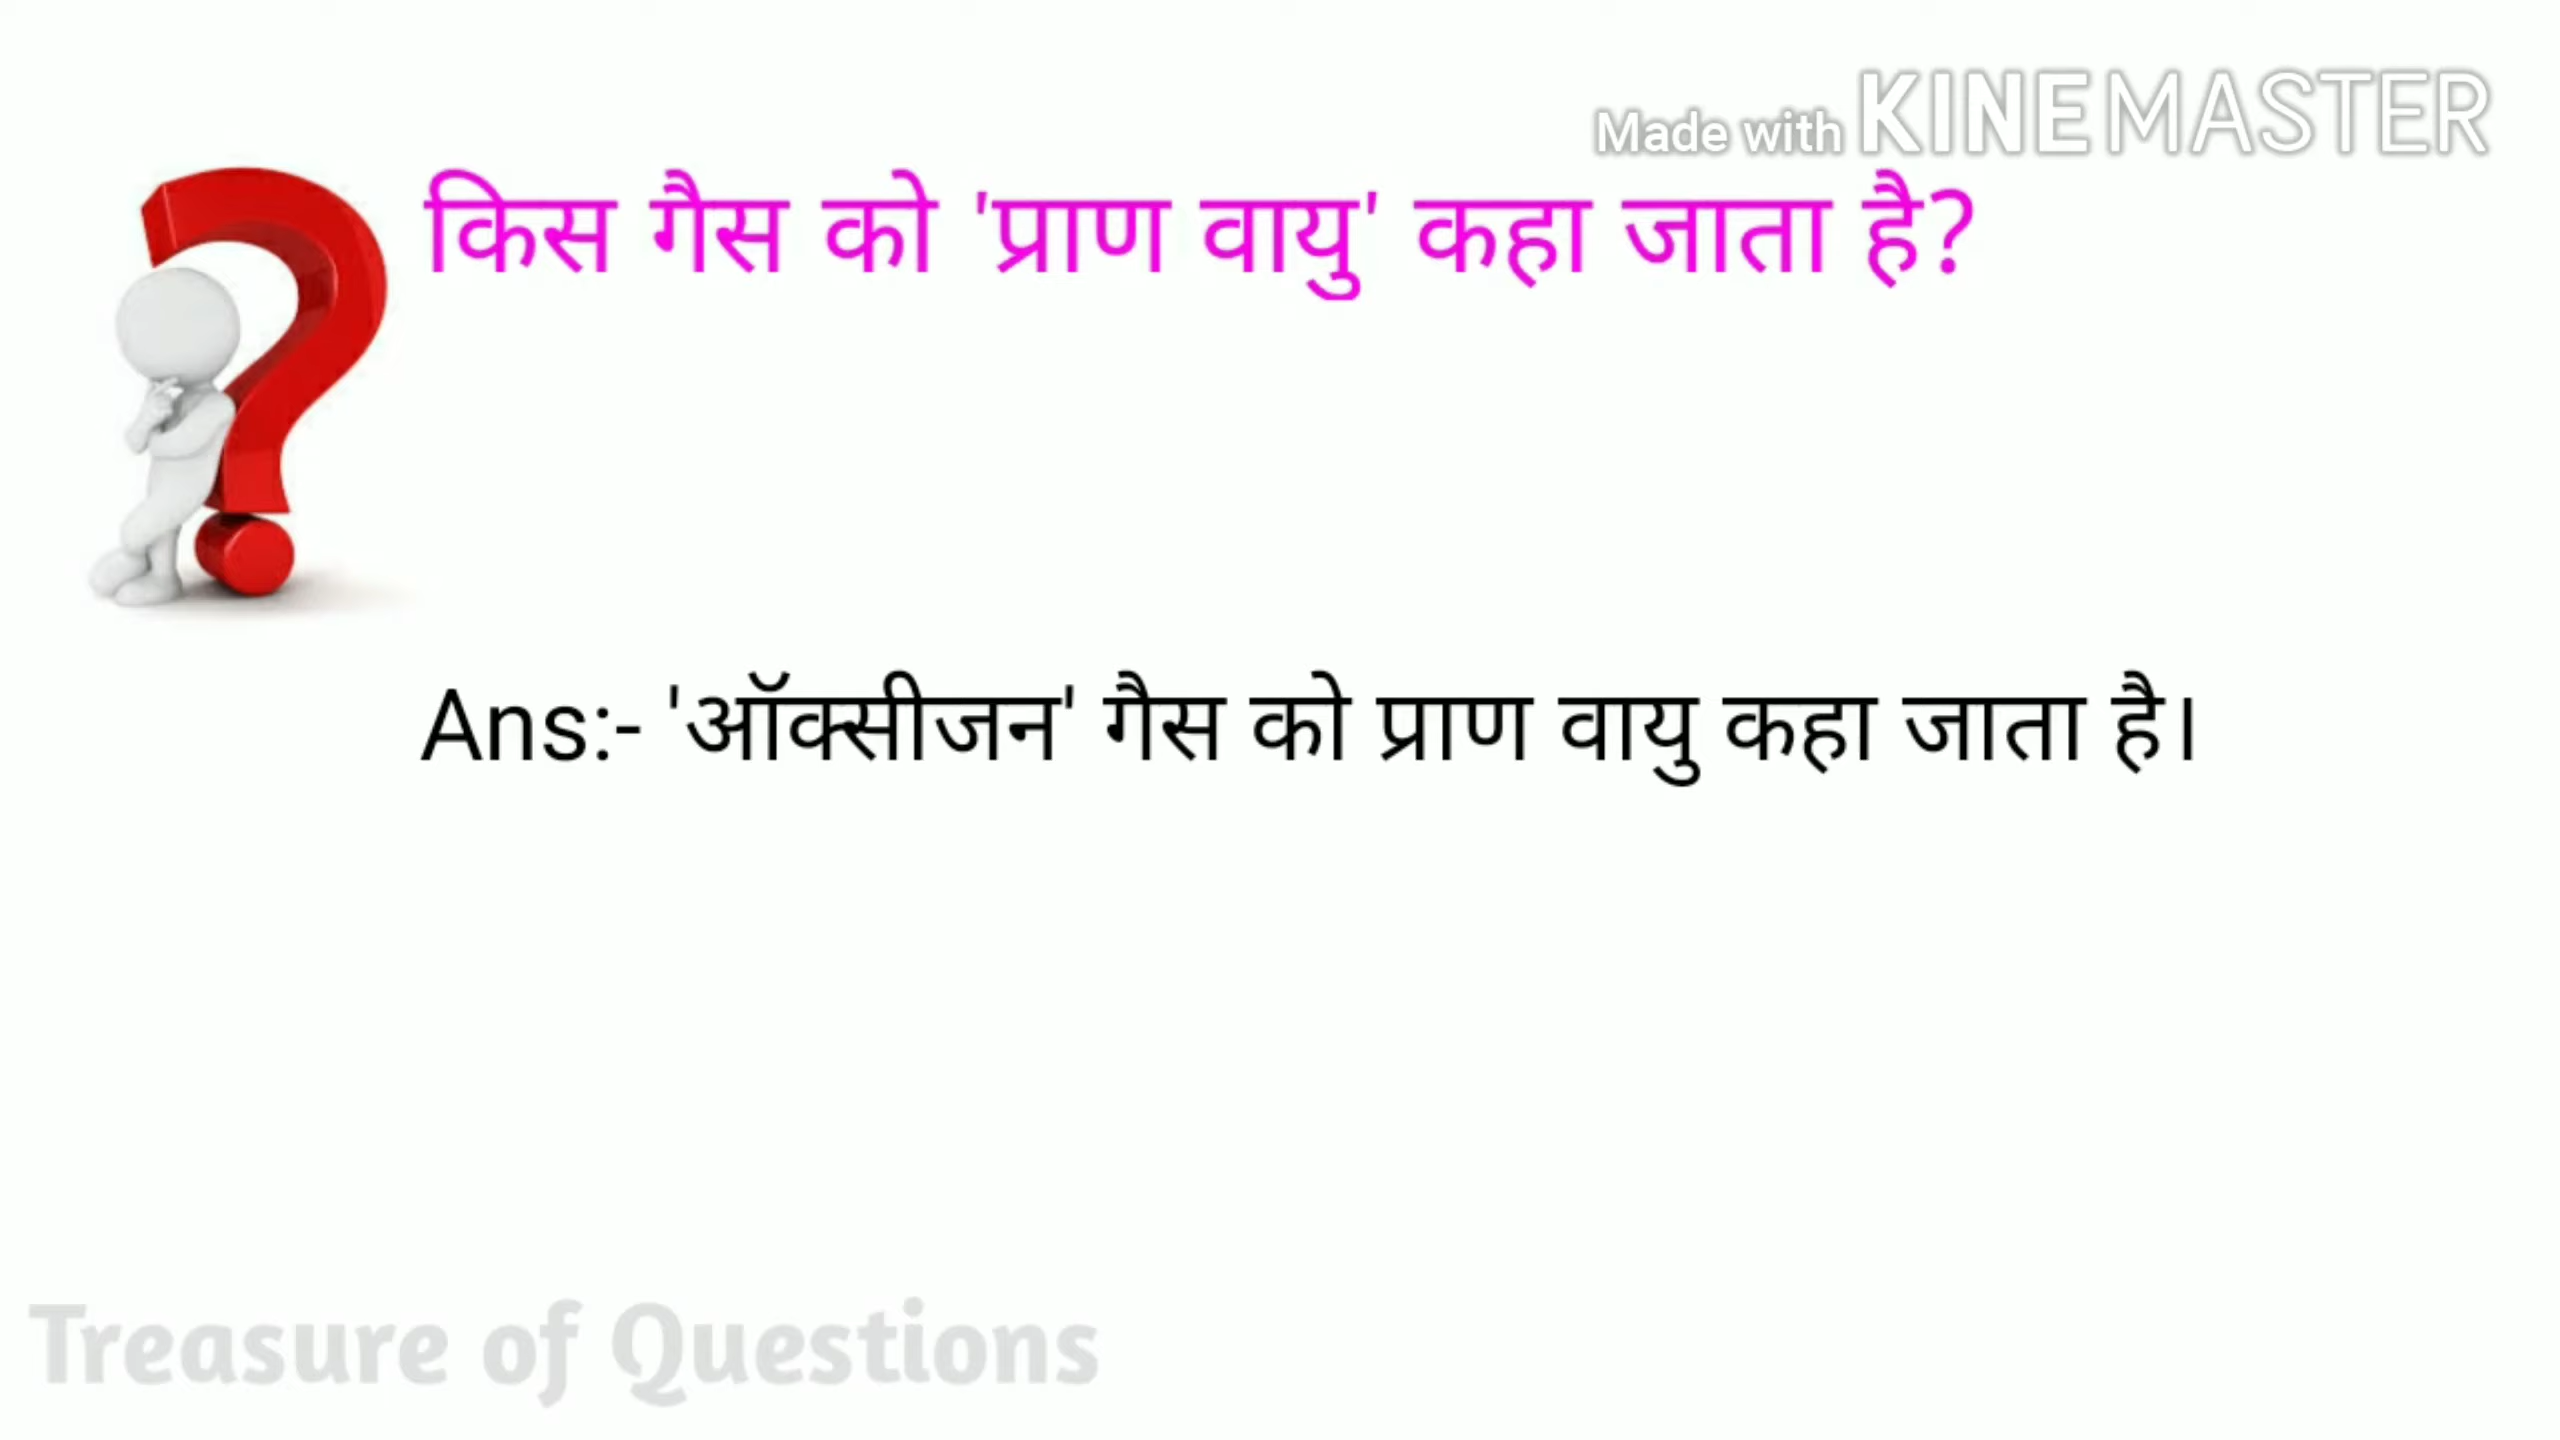 Made with KINEMASTER
किस गैस को 'प्राण वायु' कहा जाता है?
Ans:- 'ऑक्सीजन' गैस को प्राण वायु कहा जाता है।
Treasure of Questions